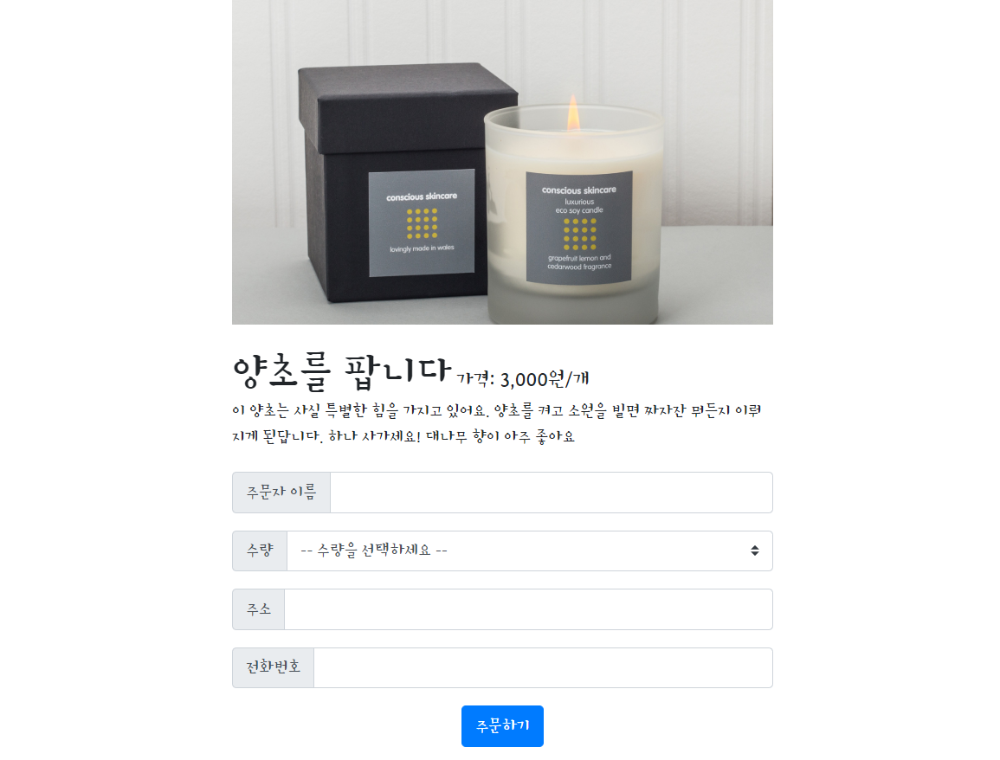 conscious skincare
lovingly made in wales
conscious skincare
luxurious
eco soy candle
grapefruit lemon and
cedarwood fragrance
양초를 팝니다 가격: 3,000원/개
이 양초는 사실 특별한 힘을 가지고 있어요. 양초를 켜고 소원을 빌면 짜자잔 뭐든지 이뤄
지게 된답니다. 하나 사가세요! 대나무 향이 아주 좋아요
주문자 이름
수량 -- 수량을 선택하세요 --
주소
전화번호
주문하기